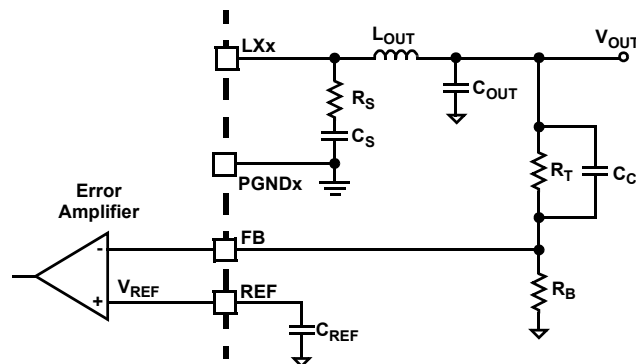 LXx
LOUT
VOUT
RS
COUT
CS
RT
CC
PGNDx
Error
Amplifier
FB
-
VREF
+
REF
RB
CREF